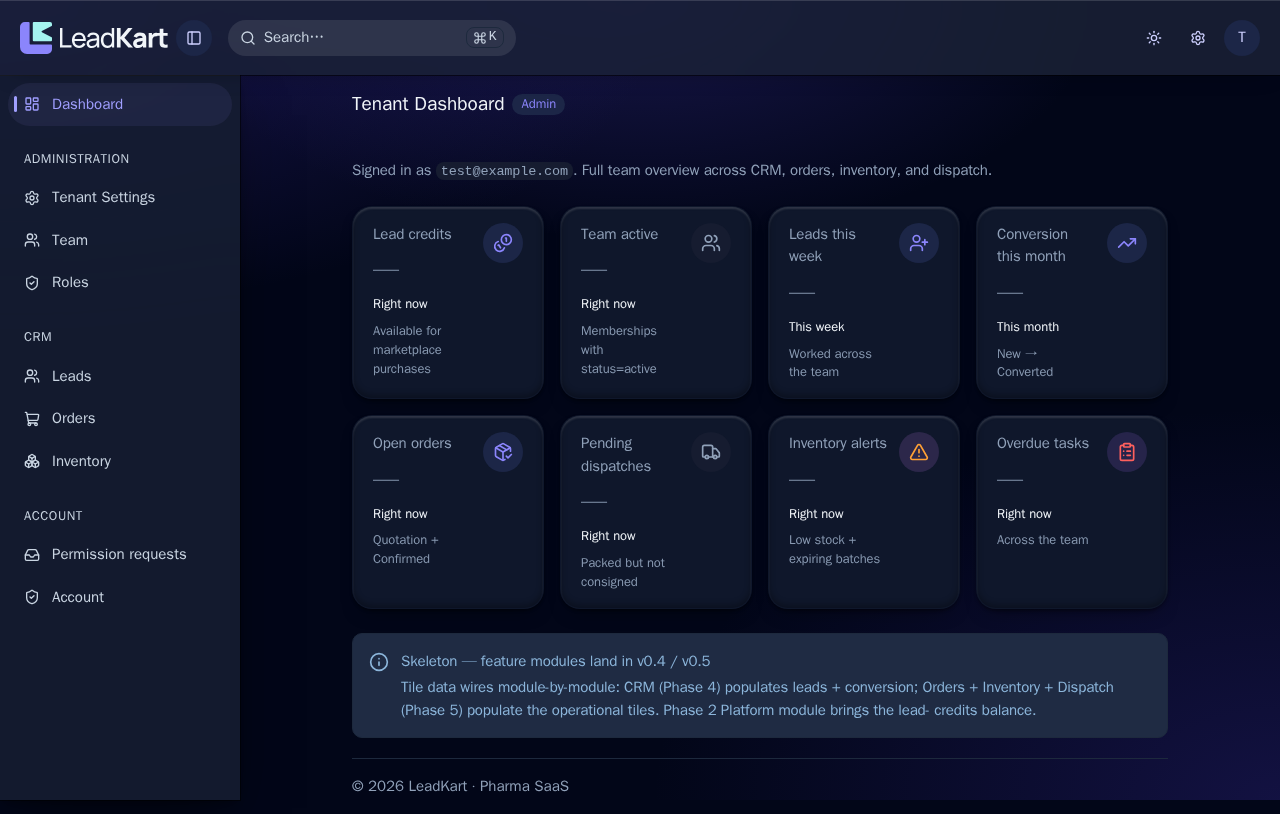 LeadKart
Search⋯
⌘K
T
Dashboard
ADMINISTRATION
Tenant Settings
Team
Roles
CRM
Leads
Orders
Inventory
ACCOUNT
Permission requests
Account
Tenant Dashboard
Admin
Signed in as test@example.com. Full team overview across CRM, orders, inventory, and dispatch.
Lead credits
—
Right now
Available for
marketplace
purchases
Team active
—
Right now
Memberships
with
status=active
Leads this
week
—
This week
Worked across
the team
Conversion
this month
—
This month
New →
Converted
Open orders
—
Right now
Quotation +
Confirmed
Pending
dispatches
—
Right now
Packed but not
consigned
Inventory alerts
—
Right now
Low stock +
expiring batches
Overdue tasks
—
Right now
Across the team
Skeleton — feature modules land in v0.4 / v0.5
Tile data wires module-by-module: CRM (Phase 4) populates leads + conversion; Orders + Inventory + Dispatch
(Phase 5) populate the operational tiles. Phase 2 Platform module brings the lead- credits balance.
© 2026 LeadKart · Pharma SaaS